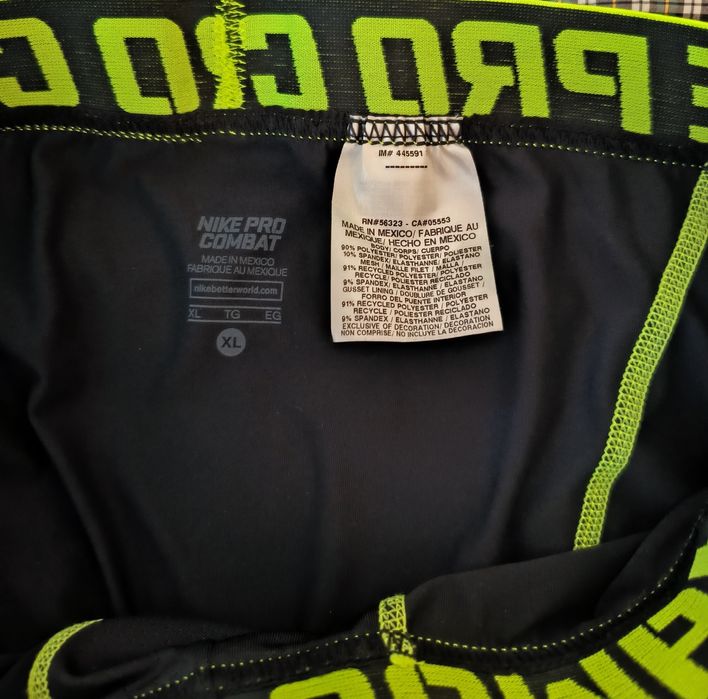 PRO CO
IM# 445591
----------
RN#56323 - CA#05553
MADE IN MEXICO/ FABRIQUE AU
MEXIQUE/ HECHO EN MEXICO
BODY/ CORPS/ CUERPO
90% POLYESTER/ POLYESTER/ POLIESTER
10% SPANDEX/ ELASTHANNE/ ELASTANO
MESH / MALLE FILET / MALLA /
91% RECYCLED POLYESTER/ POLYESTER
RECYCLE/ POLIESTER RECICLADO
9% SPANDEX/ ELASTHANNE/ ELASTANO
GUSSET LINING / DOUBLURE DE GOUSSET /
FORRO DEL PUENTE INTERIOR
91% RECYCLED POLYESTER / POLYESTER
RECYCLE / POLIESTER RECICLADO
9% SPANDEX / ELASTHANNE / ELASTANO
EXCLUSIVE OF DECORATION/ DECORATION
NON COMPRISE/ NO INCLUYE LA DECORACION
NIKE PRO
COMBAT
MADE IN MEXICO
FABRIQUE AU MEXIQUE
nikebetterworld.com
XL TG EG
XL